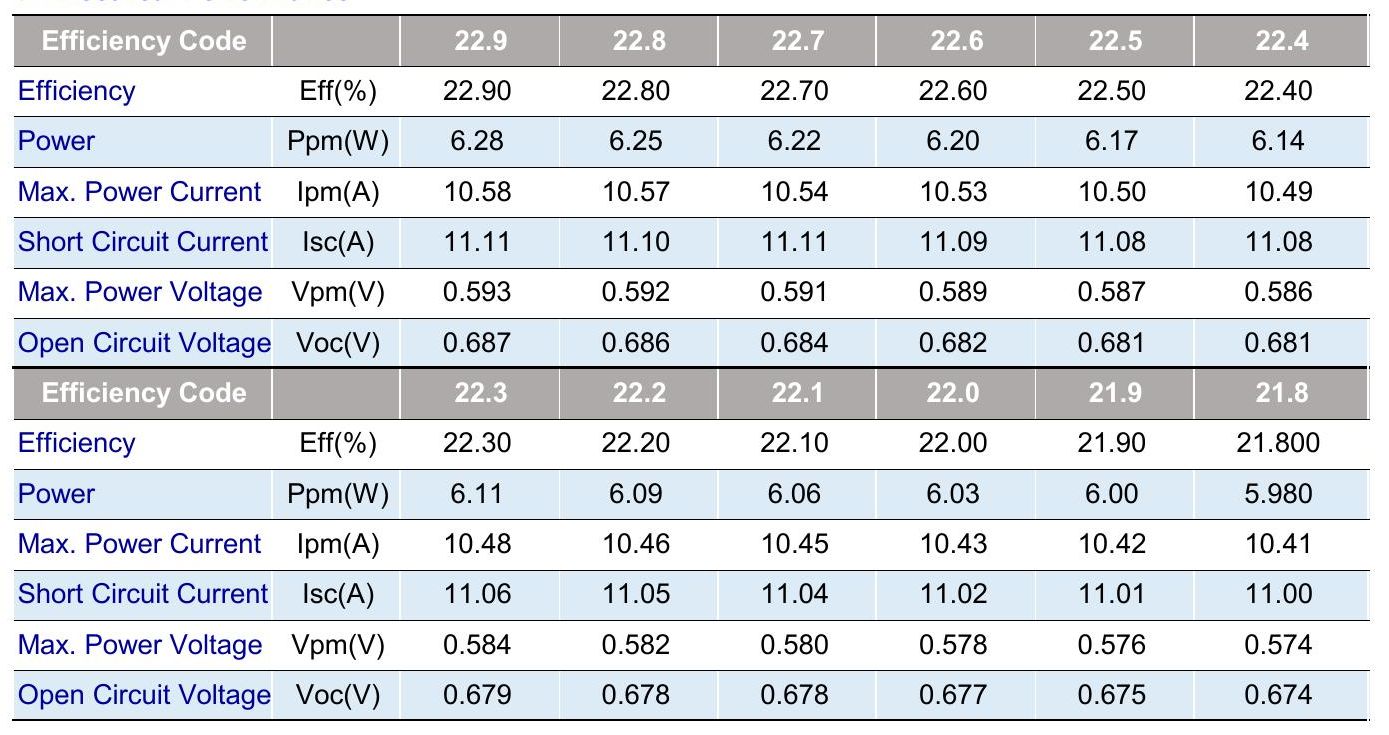 Efficiency Code 22.9 22.8 22.7 22.6 22.5 22.4
Efficiency Eff(%) 22.90 22.80 22.70 22.60 22.50 22.40
Power Ppm(W) 6.28 6.25 6.22 6.20 6.17 6.14
Max. Power Current Ipm(A) 10.58 10.57 10.54 10.53 10.50 10.49
Short Circuit Current Isc(A) 11.11 11.10 11.11 11.09 11.08 11.08
Max. Power Voltage Vpm(V) 0.593 0.592 0.591 0.589 0.587 0.586
Open Circuit Voltage Voc(V) 0.687 0.686 0.684 0.682 0.681 0.681
Efficiency Code 22.3 22.2 22.1 22.0 21.9 21.8
Efficiency Eff(%) 22.30 22.20 22.10 22.00 21.90 21.800
Power Ppm(W) 6.11 6.09 6.06 6.03 6.00 5.980
Max. Power Current Ipm(A) 10.48 10.46 10.45 10.43 10.42 10.41
Short Circuit Current Isc(A) 11.06 11.05 11.04 11.02 11.01 11.00
Max. Power Voltage Vpm(V) 0.584 0.582 0.580 0.578 0.576 0.574
Open Circuit Voltage Voc(V) 0.679 0.678 0.678 0.677 0.675 0.674